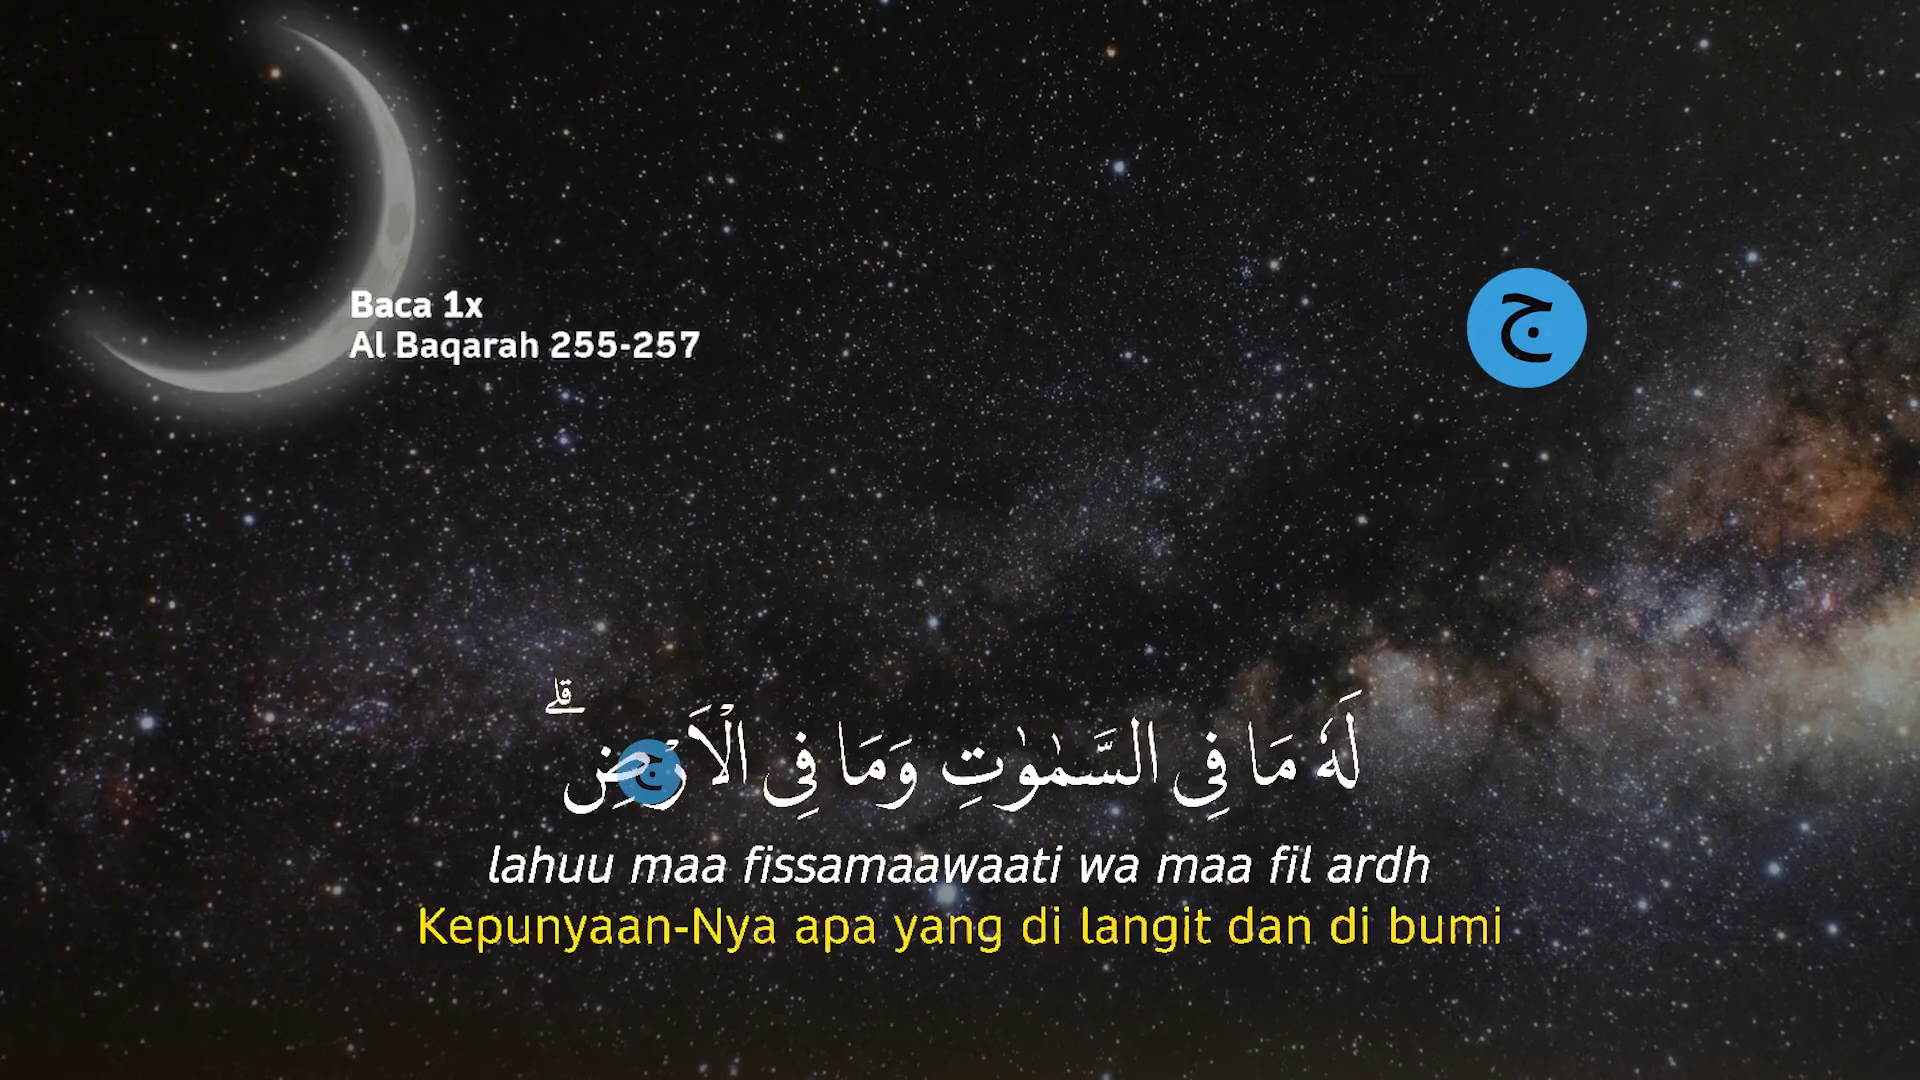 Baca 1x
Al Baqarah 255-257
ج
لَهٗ مَا فِى السَّمٰوٰتِ وَمَا فِى الْاَرْضِۗ
lahuu maa fissamaawaati wa maa fil ardh
Kepunyaan-Nya apa yang di langit dan di bumi